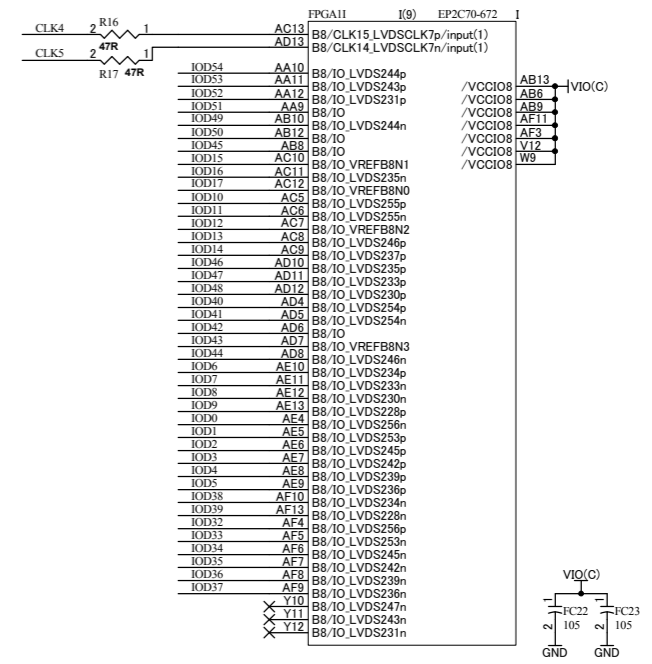 FPGA1I I(9) EP2C70-672 I
CLK4 2 R16 1 AC13 B8/CLK15_LVDSCLK7p/input(1)
47R AD13 B8/CLK14_LVDSCLK7n/input(1)
CLK5 2 1
R17 47R
IOD54 AA10 B8/IO_LVDS244p
IOD53 AA11 B8/IO_LVDS243p /VCCIO8 AB13 VIO(C)
IOD52 AA12 B8/IO_LVDS231p /VCCIO8 AB6
IOD51 AA9 B8/IO /VCCIO8 AB9
IOD49 AB10 B8/IO_LVDS244n /VCCIO8 AF11
IOD50 AB12 B8/IO /VCCIO8 AF3
IOD45 AB8 B8/IO /VCCIO8 V12
IOD15 AC10 B8/IO_VREFB8N1 /VCCIO8 W9
IOD16 AC11 B8/IO_LVDS235n
IOD17 AC12 B8/IO_VREFB8N0
IOD10 AC5 B8/IO_LVDS255p
IOD11 AC6 B8/IO_LVDS255n
IOD12 AC7 B8/IO_VREFB8N2
IOD13 AC8 B8/IO_LVDS246p
IOD14 AC9 B8/IO_LVDS237p
IOD46 AD10 B8/IO_LVDS235p
IOD47 AD11 B8/IO_LVDS233p
IOD48 AD12 B8/IO_LVDS230p
IOD40 AD4 B8/IO_LVDS254p
IOD41 AD5 B8/IO_LVDS254n
IOD42 AD6 B8/IO
IOD43 AD7 B8/IO_VREFB8N3
IOD44 AD8 B8/IO_LVDS246n
IOD6 AE10 B8/IO_LVDS234p
IOD7 AE11 B8/IO_LVDS233n
IOD8 AE12 B8/IO_LVDS230n
IOD9 AE13 B8/IO_LVDS228p
IOD0 AE4 B8/IO_LVDS256n
IOD1 AE5 B8/IO_LVDS253p
IOD2 AE6 B8/IO_LVDS245p
IOD3 AE7 B8/IO_LVDS242p
IOD4 AE8 B8/IO_LVDS239p
IOD5 AE9 B8/IO_LVDS236p
IOD38 AF10 B8/IO_LVDS234n
IOD39 AF13 B8/IO_LVDS228n
IOD32 AF4 B8/IO_LVDS256p
IOD33 AF5 B8/IO_LVDS253n
IOD34 AF6 B8/IO_LVDS245n
IOD35 AF7 B8/IO_LVDS242n
IOD36 AF8 B8/IO_LVDS239n
IOD37 AF9 B8/IO_LVDS236n
Y10 B8/IO_LVDS247n
Y11 B8/IO_LVDS243n
Y12 B8/IO_LVDS231n
VIO(C)
1 1
FC22 FC23
2 105 2 105
GND GND